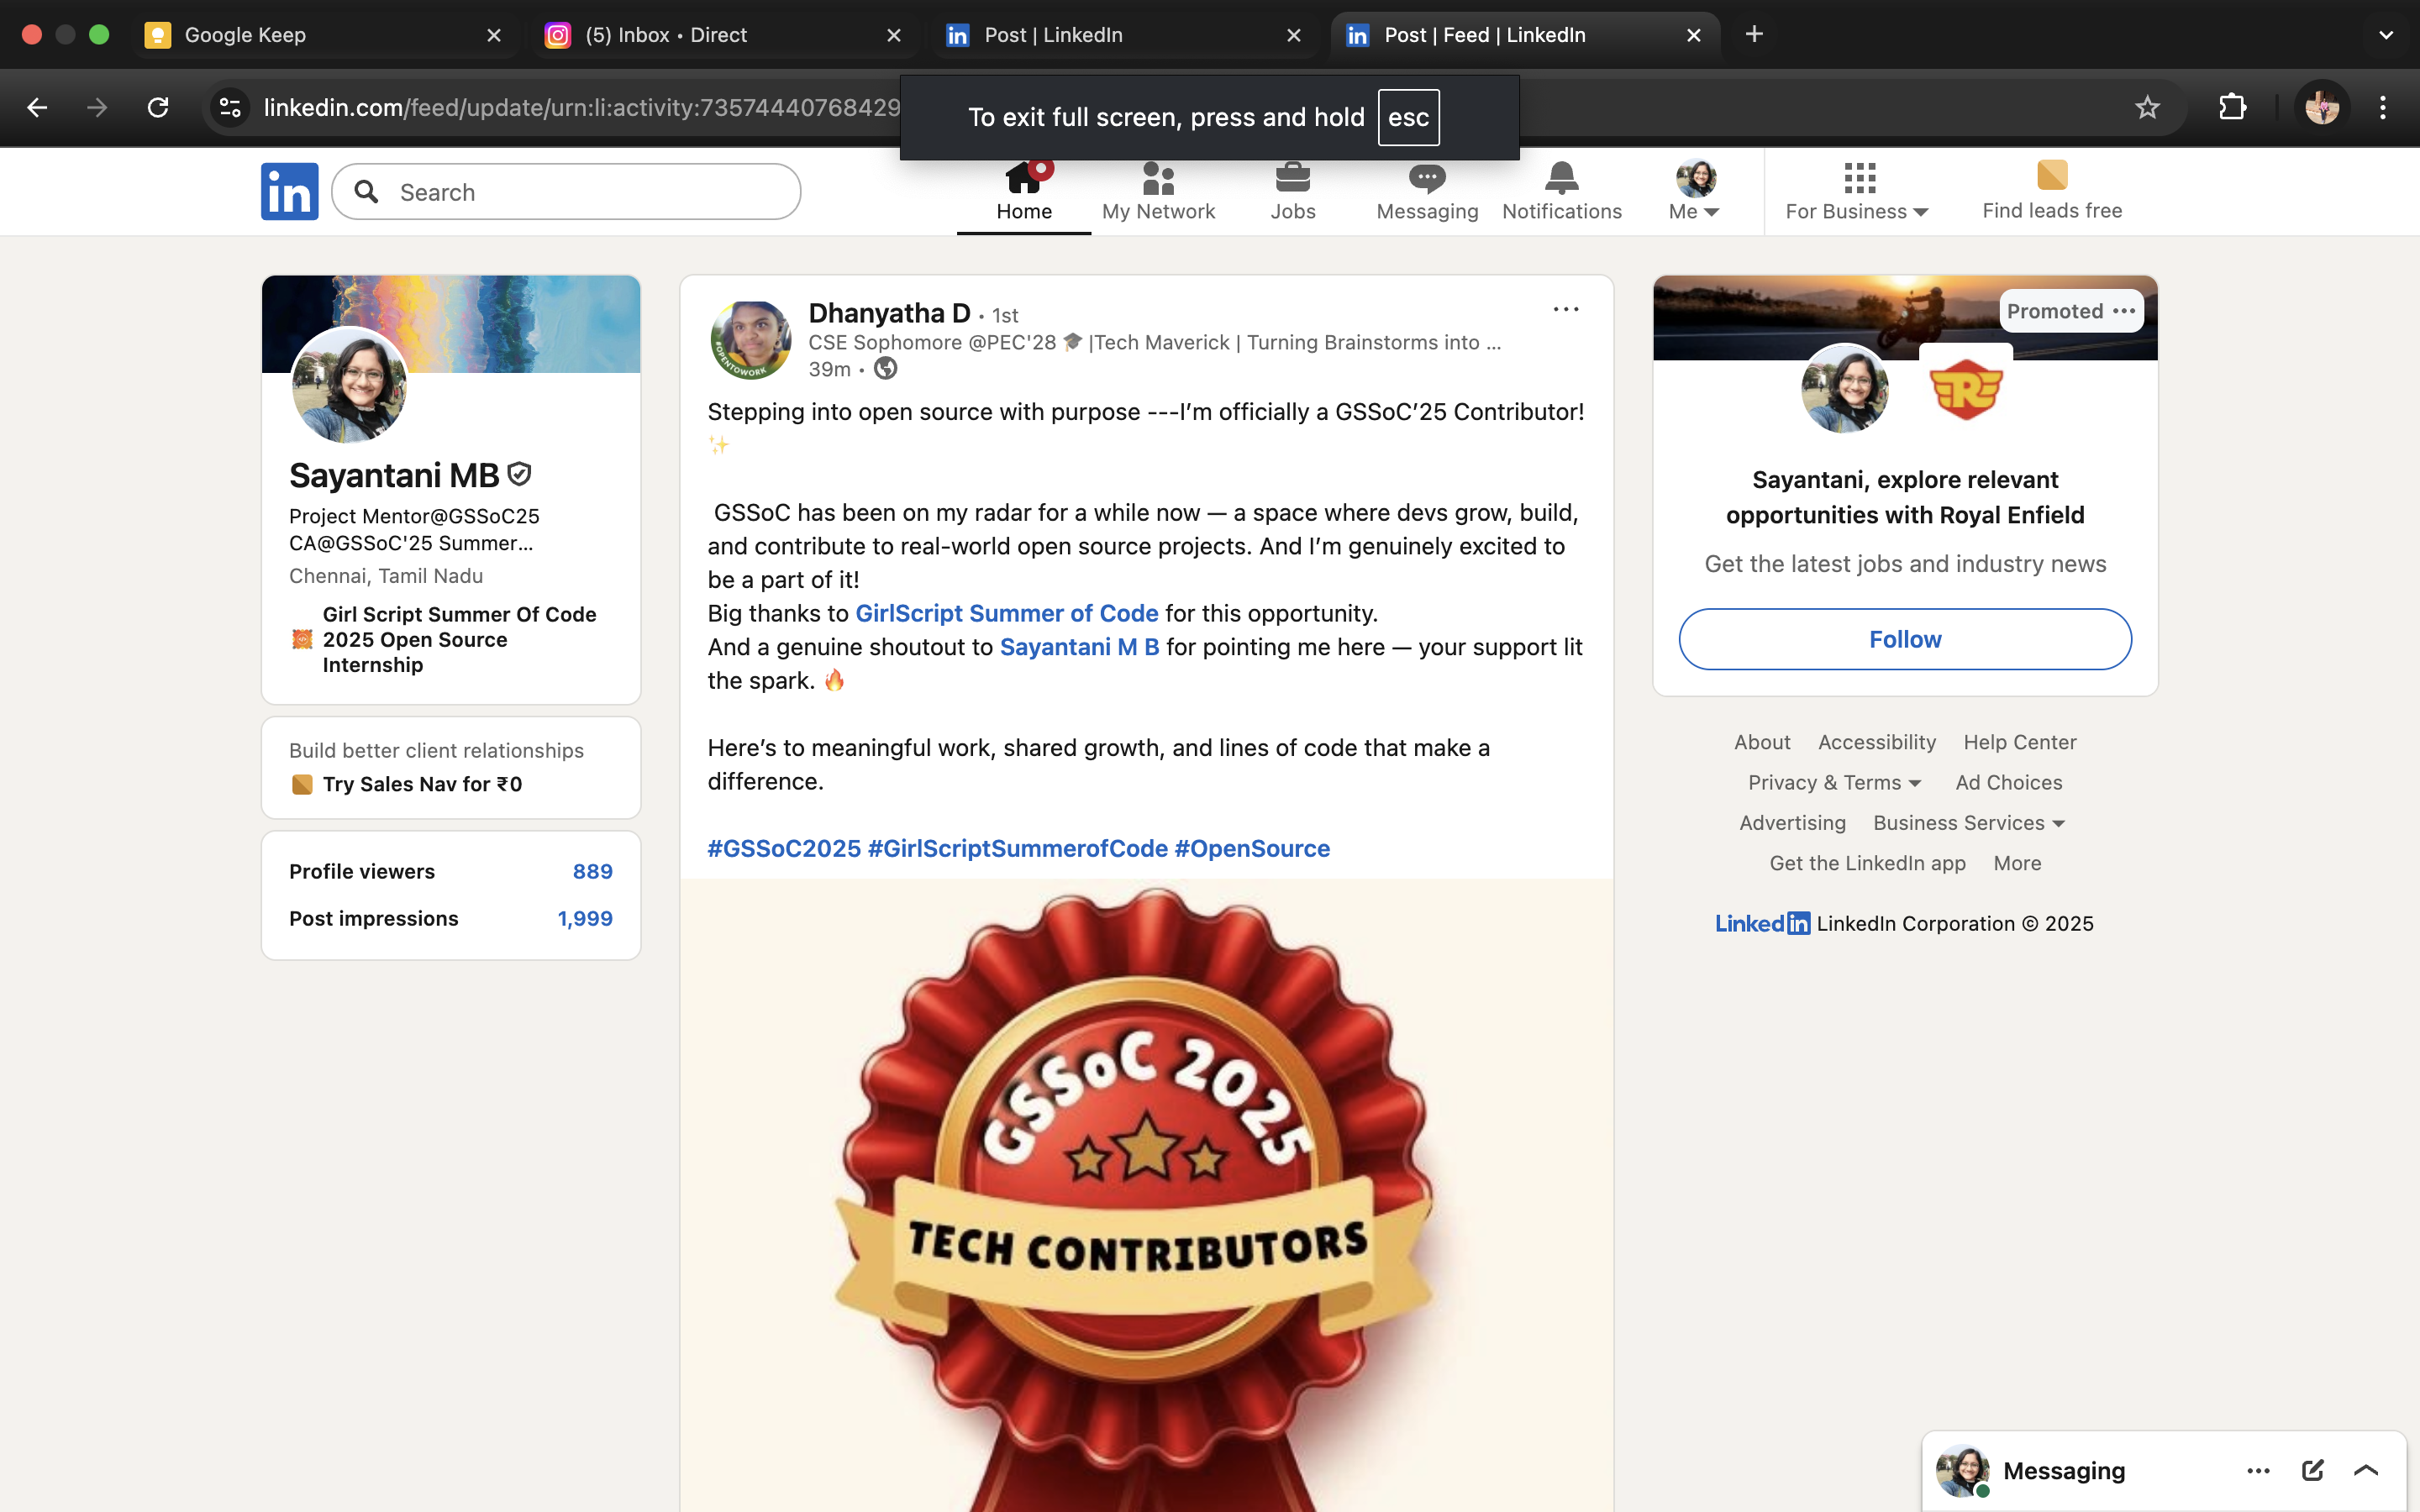 Google Keep
(5) Inbox • Direct
Post | LinkedIn
Post | Feed | LinkedIn
linkedin.com/feed/update/urn:li:activity:73574440768429
To exit full screen, press and hold esc
in
Search
Home
My Network
Jobs
Messaging
Notifications
Me
For Business
Find leads free
Sayantani MB
Project Mentor@GSSoC25
CA@GSSoC'25 Summer...
Chennai, Tamil Nadu
Girl Script Summer Of Code
2025 Open Source
Internship
Build better client relationships
Try Sales Nav for ₹0
Profile viewers 889
Post impressions 1,999
Dhanyatha D • 1st
CSE Sophomore @PEC'28 🎓 |Tech Maverick | Turning Brainstorms into ...
39m •
#OPENTOWORK
Stepping into open source with purpose ---I’m officially a GSSoC’25 Contributor!
✨
GSSoC has been on my radar for a while now — a space where devs grow, build,
and contribute to real-world open source projects. And I’m genuinely excited to
be a part of it!
Big thanks to GirlScript Summer of Code for this opportunity.
And a genuine shoutout to Sayantani M B for pointing me here — your support lit
the spark. 🔥
Here’s to meaningful work, shared growth, and lines of code that make a
difference.
#GSSoC2025 #GirlScriptSummerofCode #OpenSource
GSSoC 2025
TECH CONTRIBUTORS
Promoted
Sayantani, explore relevant
opportunities with Royal Enfield
Get the latest jobs and industry news
Follow
About Accessibility Help Center
Privacy & Terms Ad Choices
Advertising Business Services
Get the LinkedIn app More
LinkedIn LinkedIn Corporation © 2025
Messaging